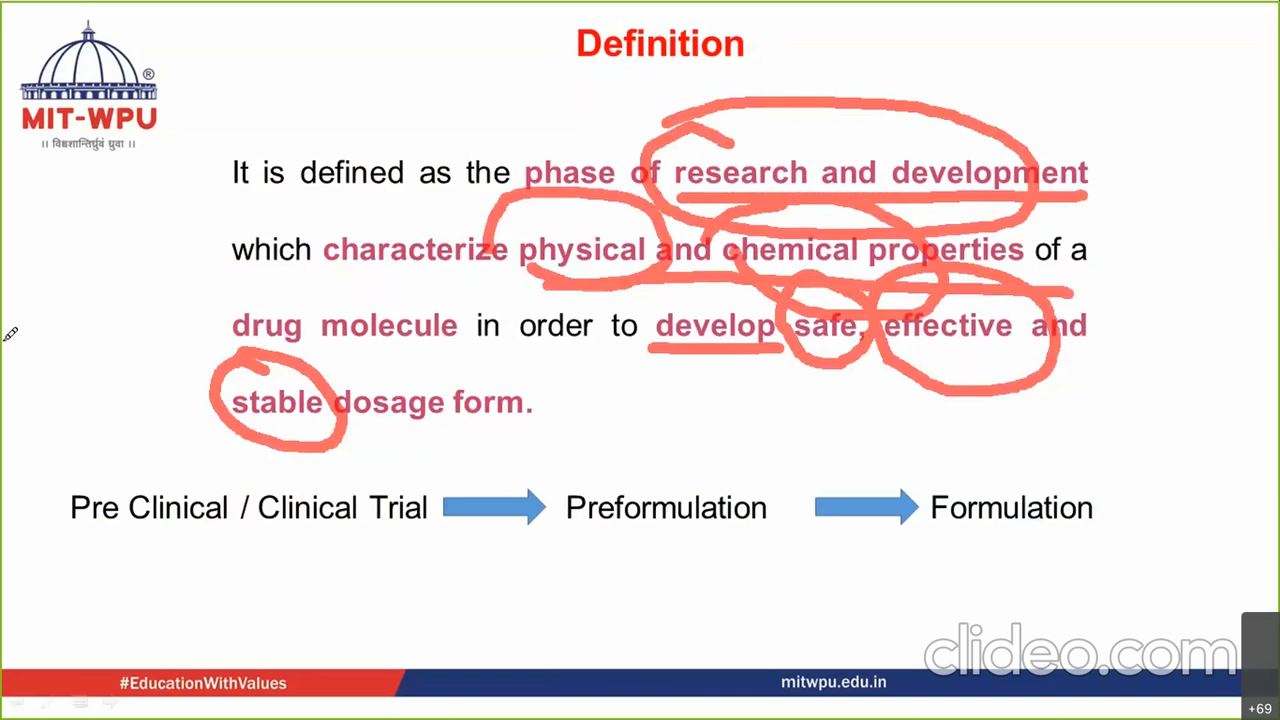 Definition
®
MIT-WPU
।। विश्वशान्तिर्ध्रुवं ध्रुवा ।।
It is defined as the phase of research and development
which characterize physical and chemical properties of a
drug molecule in order to develop safe, effective and
stable dosage form.
Pre Clinical / Clinical Trial Preformulation Formulation
clideo.com
#EducationWithValues mitwpu.edu.in
+69